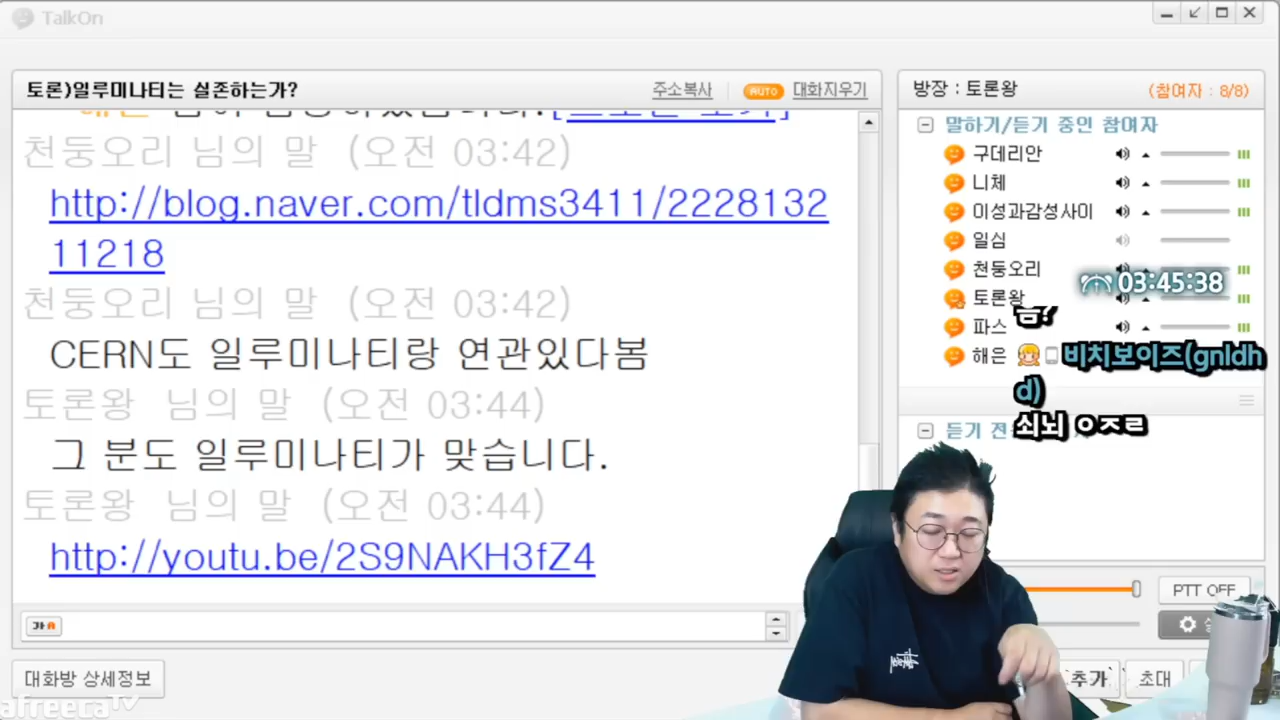 TalkOn
토론)일루미나티는 실존하는가?
주소복사
AUTO
대화지우기
천둥오리 님의 말 (오전 03:42)
http://blog.naver.com/tldms3411/2228132
11218
천둥오리 님의 말 (오전 03:42)
CERN도 일루미나티랑 연관있다봄
토론왕 님의 말 (오전 03:44)
그 분도 일루미나티가 맞습니다.
토론왕 님의 말 (오전 03:44)
http://youtu.be/2S9NAKH3fZ4
가
대화방 상세정보
afreecaTV
방장 : 토론왕
(참여자 : 8/8)
말하기/듣기 중인 참여자
구데리안
니체
이성과감성사이
일심
천둥오리
03:45:38
토론왕
파스
해은
비치보이즈(gnldh
d)
쇠뇌 ㅇㅈㄹ
듣기 전
PTT OFF
추가
초대